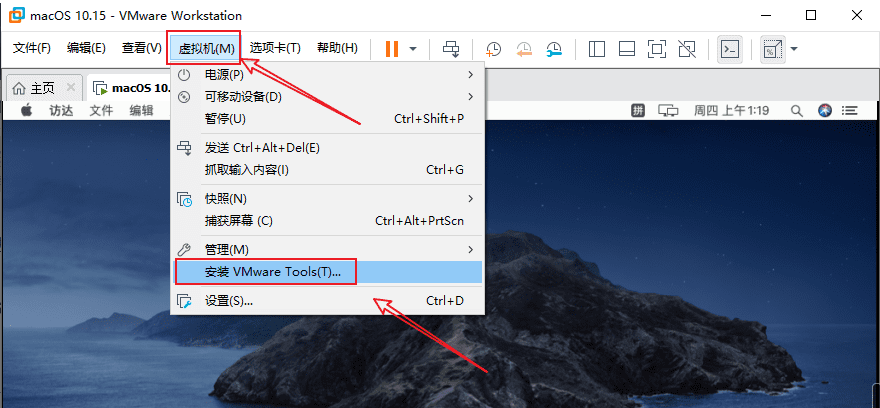 macOS 10.15 - VMware Workstation
文件(F) 编辑(E) 查看(V) 虚拟机(M) 选项卡(T) 帮助(H)
主页 macOS 10.
访达 文件 编辑 拼 周四 上午1:19
电源(P)
可移动设备(D)
暂停(U) Ctrl+Shift+P
发送 Ctrl+Alt+Del(E)
抓取输入内容(I) Ctrl+G
快照(N)
捕获屏幕 (C) Ctrl+Alt+PrtScn
管理(M)
安装 VMware Tools(T)...
设置(S)... Ctrl+D